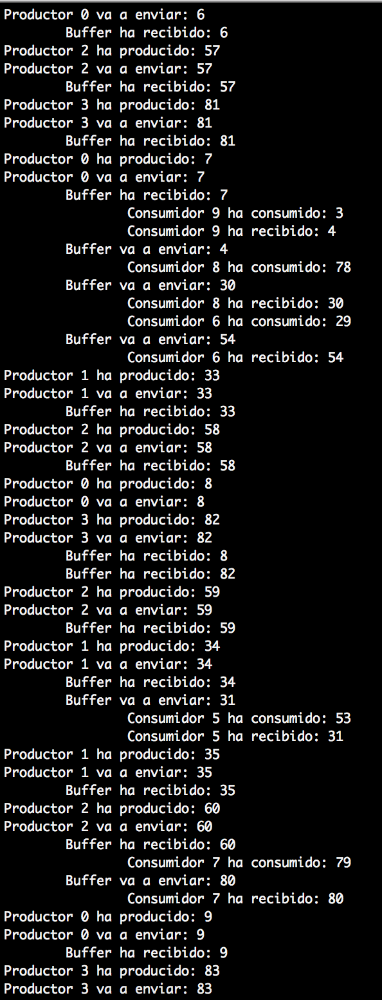 Productor 0 va a enviar: 6
Buffer ha recibido: 6
Productor 2 ha producido: 57
Productor 2 va a enviar: 57
Buffer ha recibido: 57
Productor 3 ha producido: 81
Productor 3 va a enviar: 81
Buffer ha recibido: 81
Productor 0 ha producido: 7
Productor 0 va a enviar: 7
Buffer ha recibido: 7
Consumidor 9 ha consumido: 3
Consumidor 9 ha recibido: 4
Buffer va a enviar: 4
Consumidor 8 ha consumido: 78
Buffer va a enviar: 30
Consumidor 8 ha recibido: 30
Consumidor 6 ha consumido: 29
Buffer va a enviar: 54
Consumidor 6 ha recibido: 54
Productor 1 ha producido: 33
Productor 1 va a enviar: 33
Buffer ha recibido: 33
Productor 2 ha producido: 58
Productor 2 va a enviar: 58
Buffer ha recibido: 58
Productor 0 ha producido: 8
Productor 0 va a enviar: 8
Productor 3 ha producido: 82
Productor 3 va a enviar: 82
Buffer ha recibido: 8
Buffer ha recibido: 82
Productor 2 ha producido: 59
Productor 2 va a enviar: 59
Buffer ha recibido: 59
Productor 1 ha producido: 34
Productor 1 va a enviar: 34
Buffer ha recibido: 34
Buffer va a enviar: 31
Consumidor 5 ha consumido: 53
Consumidor 5 ha recibido: 31
Productor 1 ha producido: 35
Productor 1 va a enviar: 35
Buffer ha recibido: 35
Productor 2 ha producido: 60
Productor 2 va a enviar: 60
Buffer ha recibido: 60
Consumidor 7 ha consumido: 79
Buffer va a enviar: 80
Consumidor 7 ha recibido: 80
Productor 0 ha producido: 9
Productor 0 va a enviar: 9
Buffer ha recibido: 9
Productor 3 ha producido: 83
Productor 3 va a enviar: 83